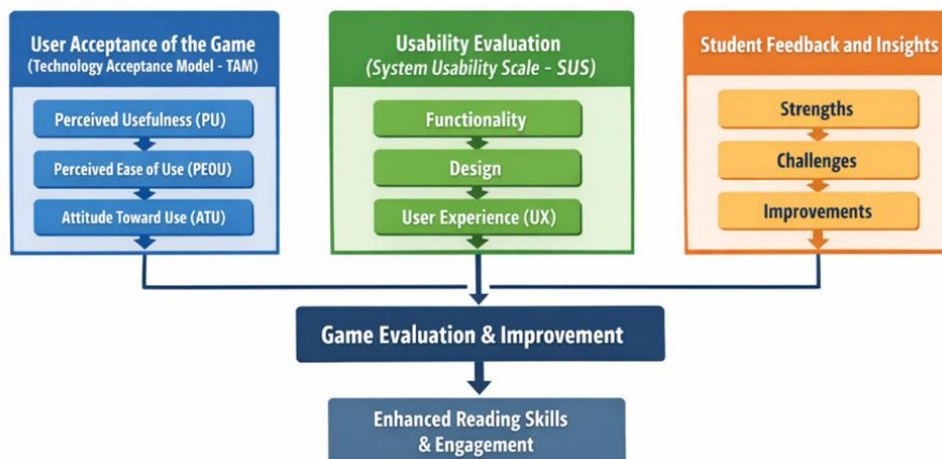 User Acceptance of the Game
(Technology Acceptance Model - TAM)
Perceived Usefulness (PU)
Perceived Ease of Use (PEOU)
Attitude Toward Use (ATU)
Usability Evaluation
(System Usability Scale - SUS)
Functionality
Design
User Experience (UX)
Student Feedback and Insights
Strengths
Challenges
Improvements
Game Evaluation & Improvement
Enhanced Reading Skills
& Engagement